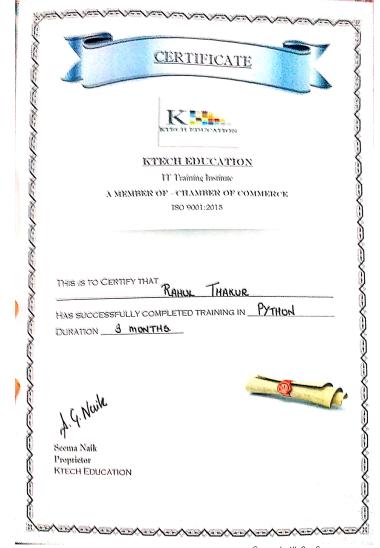 CERTIFICATE
K
KTECH EDUCATION
KTECH EDUCATION
IT Training Institute
A MEMBER OF - CHAMBER OF COMMERCE
ISO 9001:2015
THIS IS TO CERTIFY THAT RAHUL THAKUR
HAS SUCCESSFULLY COMPLETED TRAINING IN PYTHON
DURATION 3 MONTHS
S. G. Naik
Seema Naik
Proprietor
KTECH EDUCATION